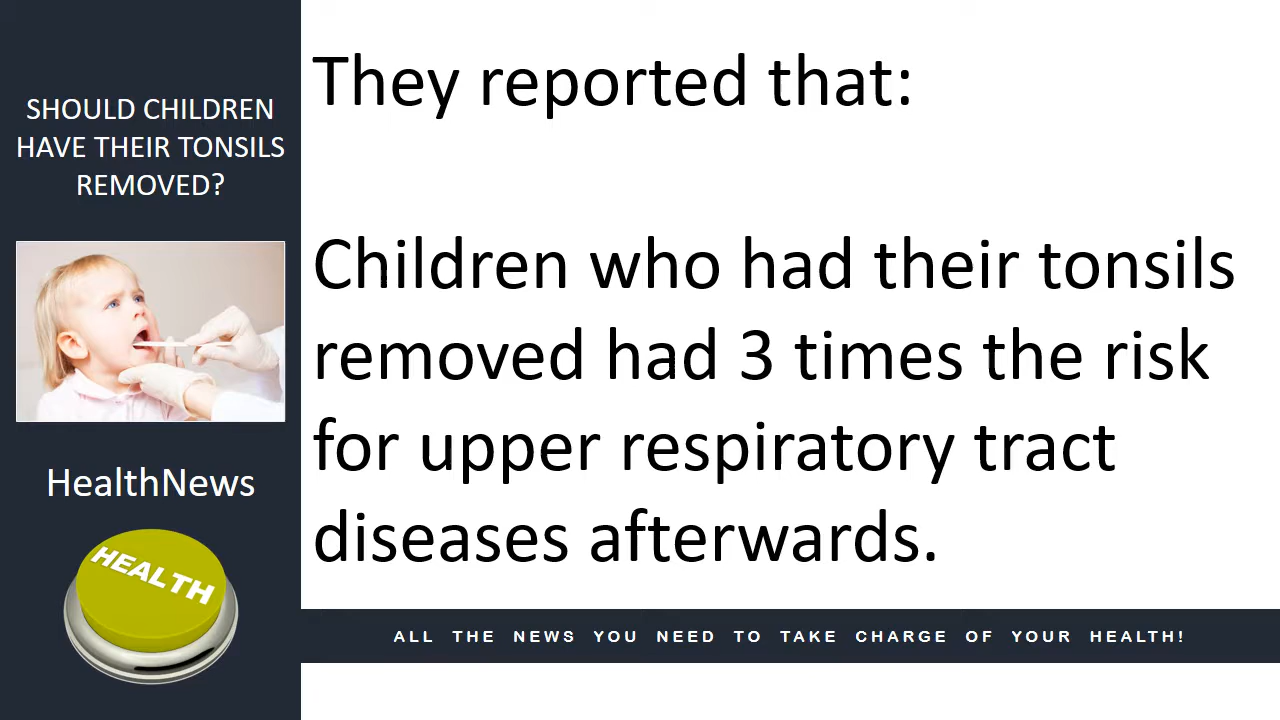 SHOULD CHILDREN
HAVE THEIR TONSILS
REMOVED?
HealthNews
HEALTH
They reported that:
Children who had their tonsils
removed had 3 times the risk
for upper respiratory tract
diseases afterwards.
ALL THE NEWS YOU NEED TO TAKE CHARGE OF YOUR HEALTH!